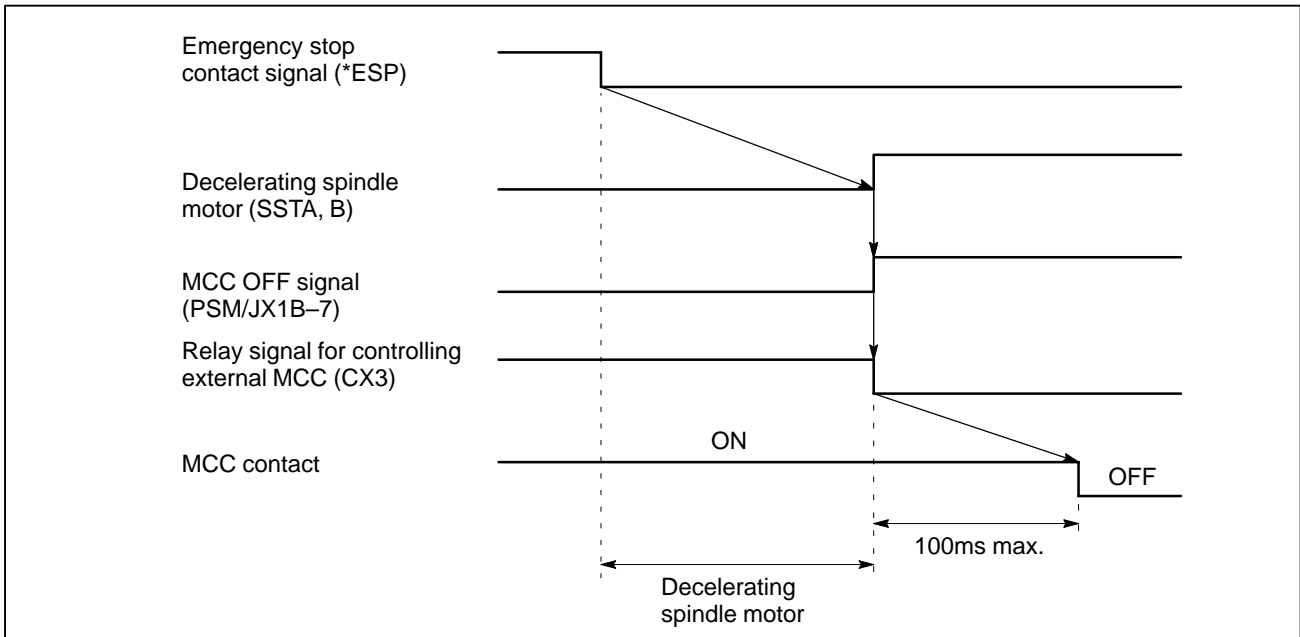 Emergency stop
contact signal (*ESP)
Decelerating spindle
motor (SSTA, B)
MCC OFF signal
(PSM/JX1B–7)
Relay signal for controlling
external MCC (CX3)
ON
MCC contact
OFF
100ms max.
Decelerating
spindle motor